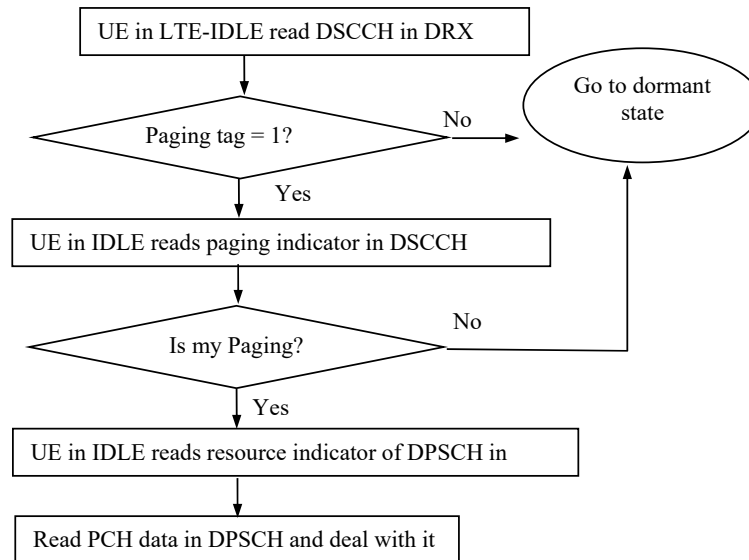 UE in LTE-IDLE read DSCCH in DRX
Go to dormant
state
No
Paging tag = 1?
Yes
UE in IDLE reads paging indicator in DSCCH
No
Is my Paging?
Yes
UE in IDLE reads resource indicator of DPSCH in
Read PCH data in DPSCH and deal with it